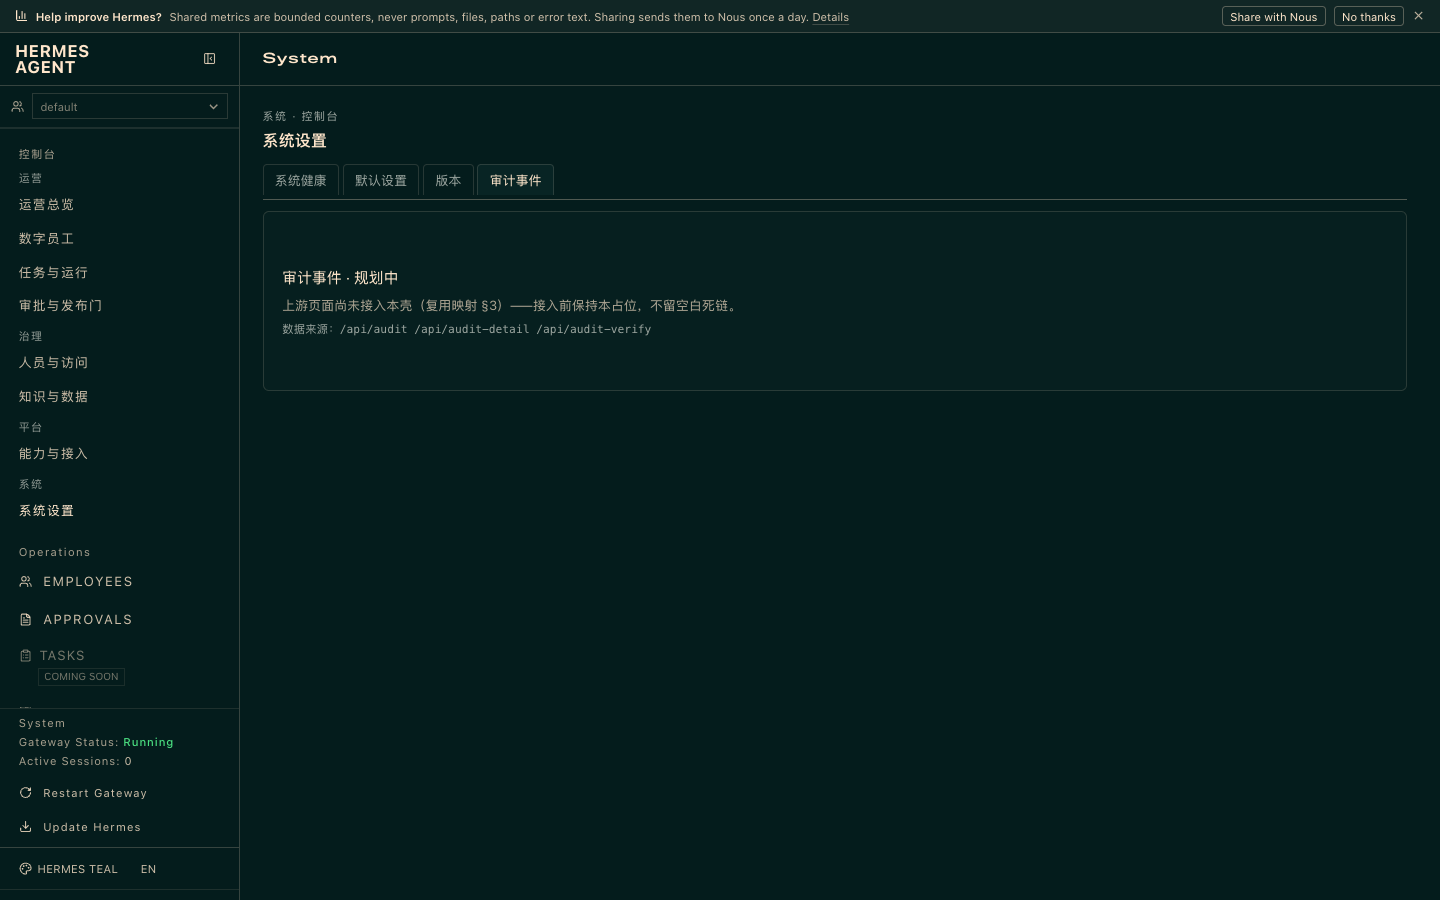 Help improve Hermes? Shared metrics are bounded counters, never prompts, files, paths or error text. Sharing sends them to Nous once a day. Details
Share with Nous
No thanks
HERMES
AGENT
System
default
控制台
运营
运营总览
数字员工
任务与运行
审批与发布门
治理
人员与访问
知识与数据
平台
能力与接入
系统
系统设置
Operations
EMPLOYEES
APPROVALS
TASKS
COMING SOON
System
Gateway Status: Running
Active Sessions: 0
Restart Gateway
Update Hermes
HERMES TEAL
EN
系统 · 控制台
系统设置
系统健康
默认设置
版本
审计事件
审计事件 · 规划中
上游页面尚未接入本壳（复用映射 §3）——接入前保持本占位，不留空白死链。
数据来源: /api/audit /api/audit-detail /api/audit-verify